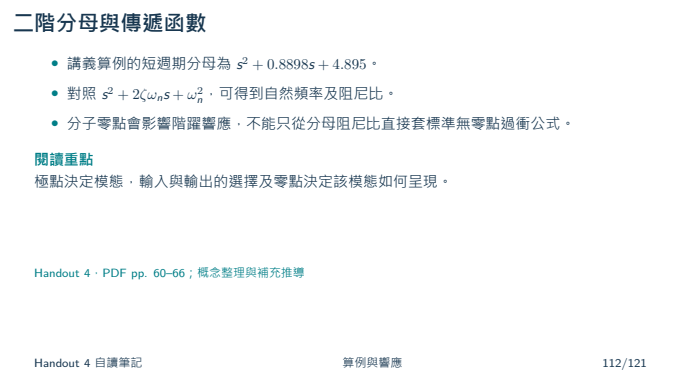 二階分母與傳遞函數
• 講義算例的短週期分母為 s² + 0.8898s + 4.895。
• 對照 s² + 2ζωₙs + ωₙ²，可得到自然頻率及阻尼比。
• 分子零點會影響階躍響應，不能只從分母阻尼比直接套標準無零點過衝公式。
閱讀重點
極點決定模態，輸入與輸出的選擇及零點決定該模態如何呈現。
Handout 4 · PDF pp. 60–66；概念整理與補充推導
Handout 4 自讀筆記 算例與響應 112/121